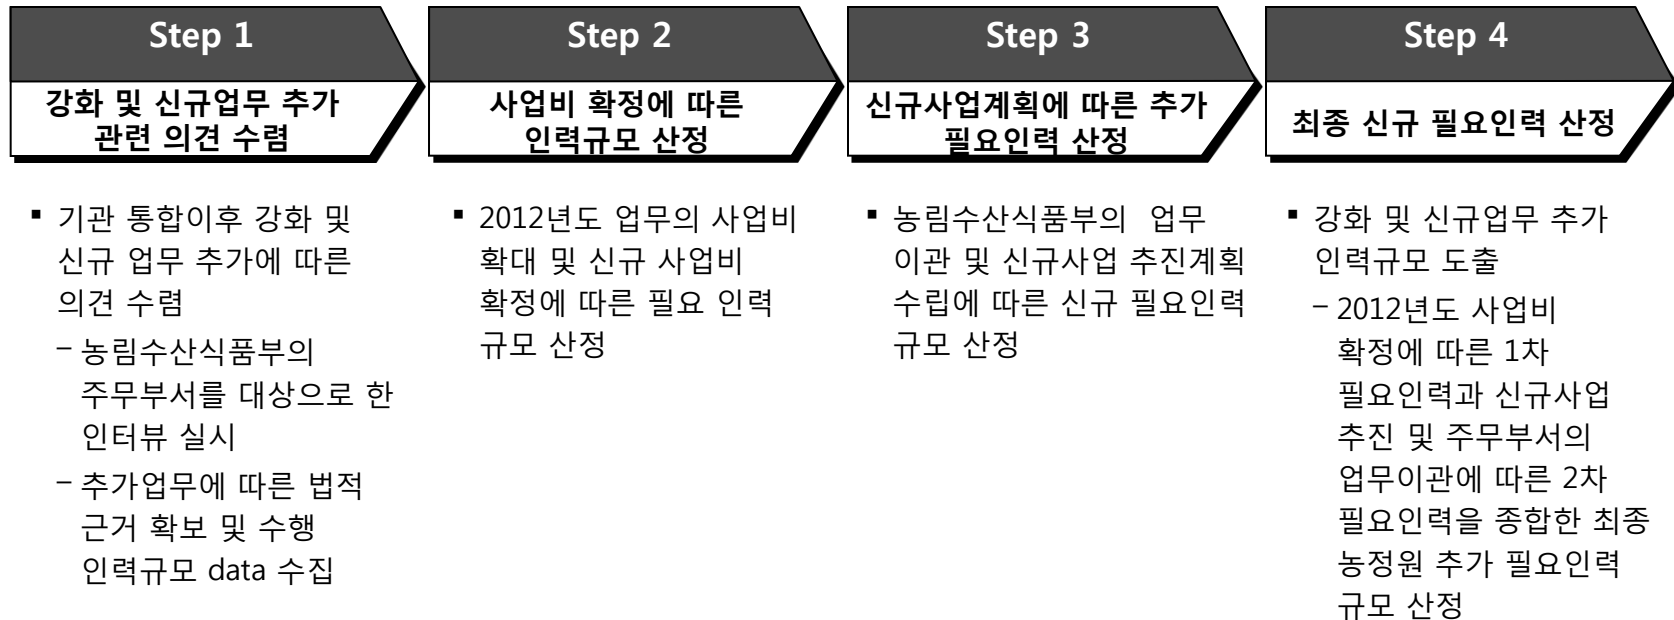 Step 1
강화 및 신규업무 추가
관련 의견 수렴
▪ 기관 통합이후 강화 및
신규 업무 추가에 따른
의견 수렴
– 농림수산식품부의
주무부서를 대상으로 한
인터뷰 실시
– 추가업무에 따른 법적
근거 확보 및 수행
인력규모 data 수집
Step 2
사업비 확정에 따른
인력규모 산정
▪ 2012년도 업무의 사업비
확대 및 신규 사업비
확정에 따른 필요 인력
규모 산정
Step 3
신규사업계획에 따른 추가
필요인력 산정
▪ 농림수산식품부의 업무
이관 및 신규사업 추진계획
수립에 따른 신규 필요인력
규모 산정
Step 4
최종 신규 필요인력 산정
▪ 강화 및 신규업무 추가
인력규모 도출
– 2012년도 사업비
확정에 따른 1차
필요인력과 신규사업
추진 및 주무부서의
업무이관에 따른 2차
필요인력을 종합한 최종
농정원 추가 필요인력
규모 산정